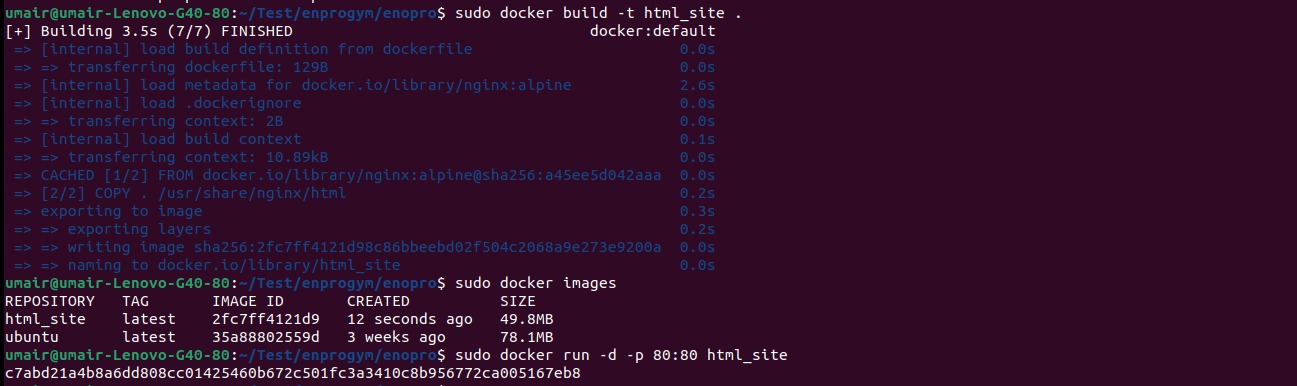 umair@umair-Lenovo-G40-80:~/Test/enprogym/enopro$ sudo docker build -t html_site .
[+] Building 3.5s (7/7) FINISHED docker:default
=> [internal] load build definition from dockerfile 0.0s
=> => transferring dockerfile: 129B 0.0s
=> [internal] load metadata for docker.io/library/nginx:alpine 2.6s
=> [internal] load .dockerignore 0.0s
=> => transferring context: 2B 0.0s
=> [internal] load build context 0.1s
=> => transferring context: 10.89kB 0.0s
=> CACHED [1/2] FROM docker.io/library/nginx:alpine@sha256:a45ee5d042aaa 0.0s
=> [2/2] COPY . /usr/share/nginx/html 0.2s
=> exporting to image 0.3s
=> => exporting layers 0.2s
=> => writing image sha256:2fc7ff4121d98c86bbeebd02f504c2068a9e273e9200a 0.0s
=> => naming to docker.io/library/html_site 0.0s
umair@umair-Lenovo-G40-80:~/Test/enprogym/enopro$ sudo docker images
REPOSITORY TAG IMAGE ID CREATED SIZE
html_site latest 2fc7ff4121d9 12 seconds ago 49.8MB
ubuntu latest 35a88802559d 3 weeks ago 78.1MB
umair@umair-Lenovo-G40-80:~/Test/enprogym/enopro$ sudo docker run -d -p 80:80 html_site
c7abd21a4b8a6dd808cc01425460b672c501fc3a3410c8b956772ca005167eb8